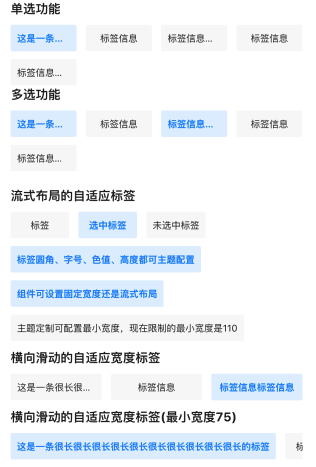 单选功能
这是一条... 标签信息 标签信息... 标签信息
标签信息...
多选功能
这是一条... 标签信息 标签信息... 标签信息
标签信息...
流式布局的自适应标签
标签 选中标签 未选中标签
标签圆角、字号、色值、高度都可主题配置
组件可设置固定宽度还是流式布局
主题定制可配置最小宽度，现在限制的最小宽度是110
横向滑动的自适应宽度标签
这是一条很长很... 标签信息 标签信息标签信息
横向滑动的自适应宽度标签(最小宽度75)
这是一条很长很长很长很长很长很长很长很长很长很长的标签